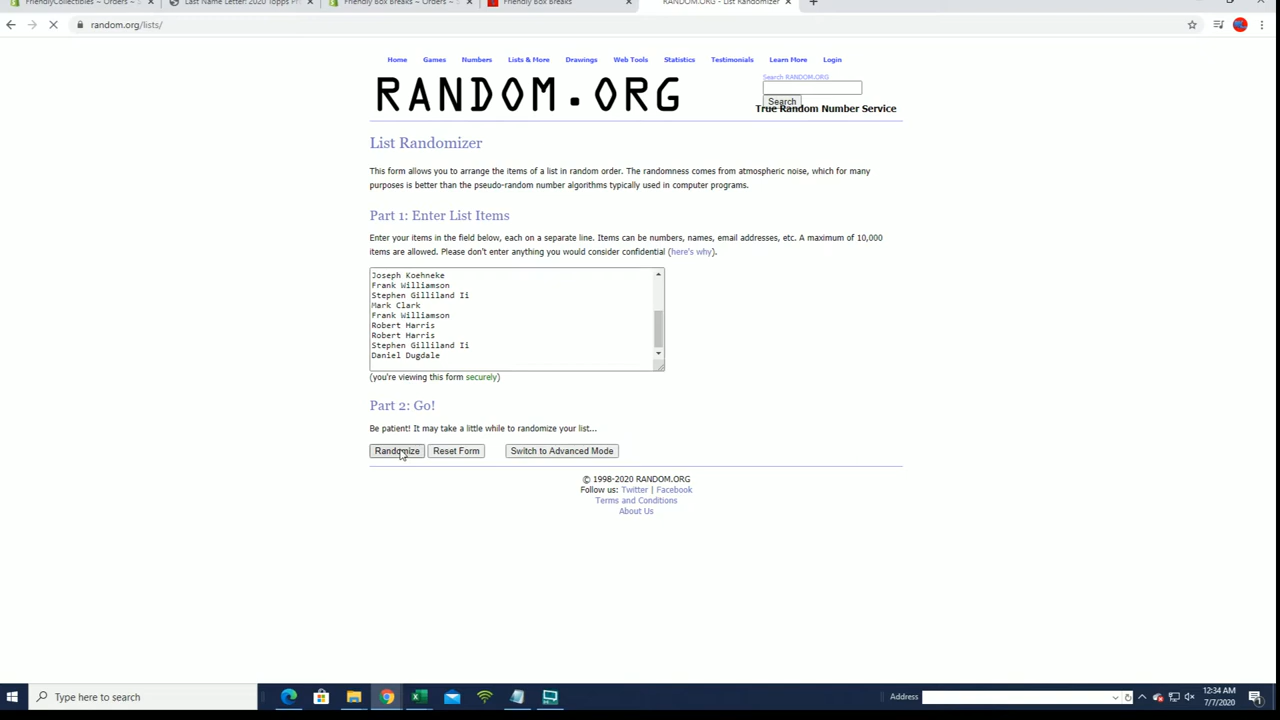 FriendlyCollectibles – Orders –
Last Name Letter: 2020 Topps
Friendly Box Breaks – Orders –
Friendly Box Breaks
RANDOM.ORG - List Randomizer
random.org/lists/
Home Games Numbers Lists & More Drawings Web Tools Statistics Testimonials Learn More Login
Search RANDOM.ORG
RANDOM.ORG
Search
True Random Number Service
List Randomizer
This form allows you to arrange the items of a list in random order. The randomness comes from atmospheric noise, which for many
purposes is better than the pseudo-random number algorithms typically used in computer programs.
Part 1: Enter List Items
Enter your items in the field below, each on a separate line. Items can be numbers, names, email addresses, etc. A maximum of 10,000
items are allowed. Please don't enter anything you would consider confidential (here's why).
Joseph Koehneke
Frank Williamson
Stephen Gilliland Ii
Mark Clark
Frank Williamson
Robert Harris
Robert Harris
Stephen Gilliland Ii
Daniel Dugdale
(you're viewing this form securely)
Part 2: Go!
Be patient! It may take a little while to randomize your list...
Randomize Reset Form Switch to Advanced Mode
© 1998-2020 RANDOM.ORG
Follow us: Twitter | Facebook
Terms and Conditions
About Us
Type here to search
Address
12:34 AM
7/7/2020